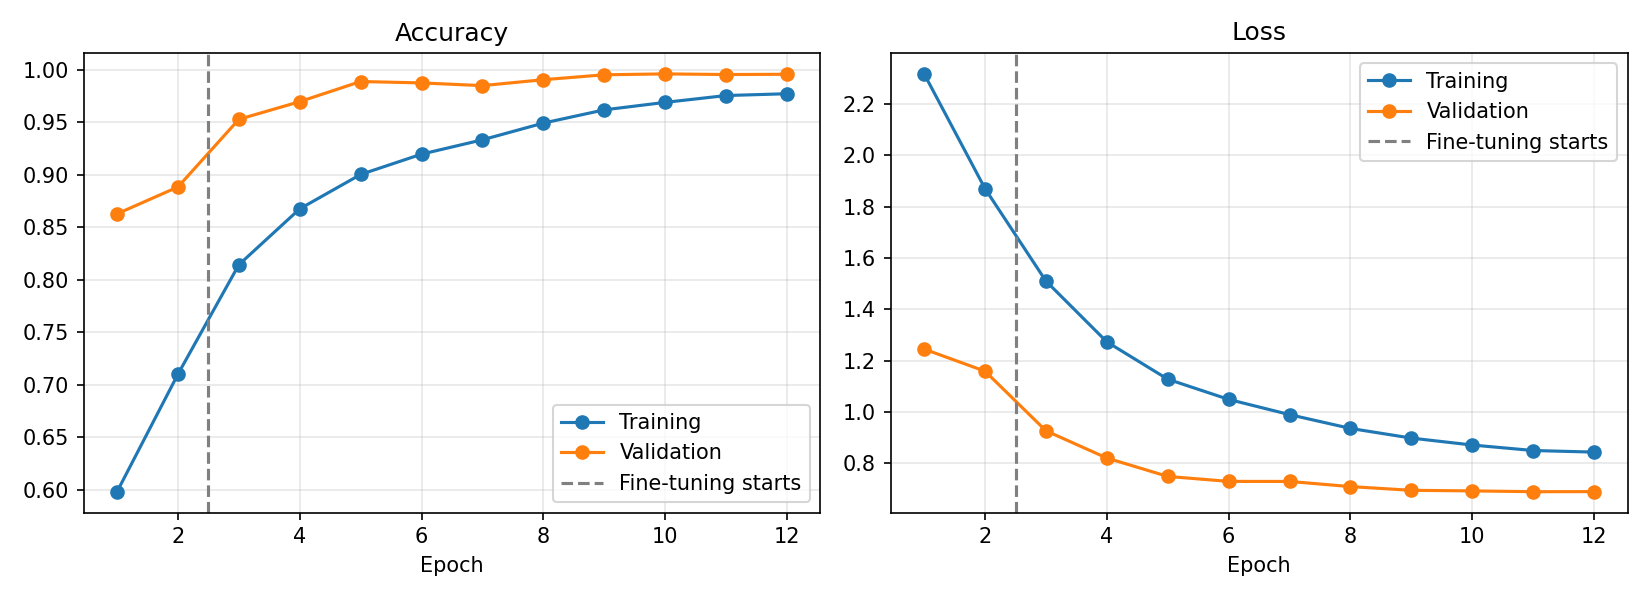 Accuracy
1.00
0.95
0.90
0.85
0.80
0.75
0.70
0.65
0.60
Training
Validation
Fine-tuning starts
2 4 6 8 10 12
Epoch
Loss
2.2
2.0
1.8
1.6
1.4
1.2
1.0
0.8
Training
Validation
Fine-tuning starts
2 4 6 8 10 12
Epoch